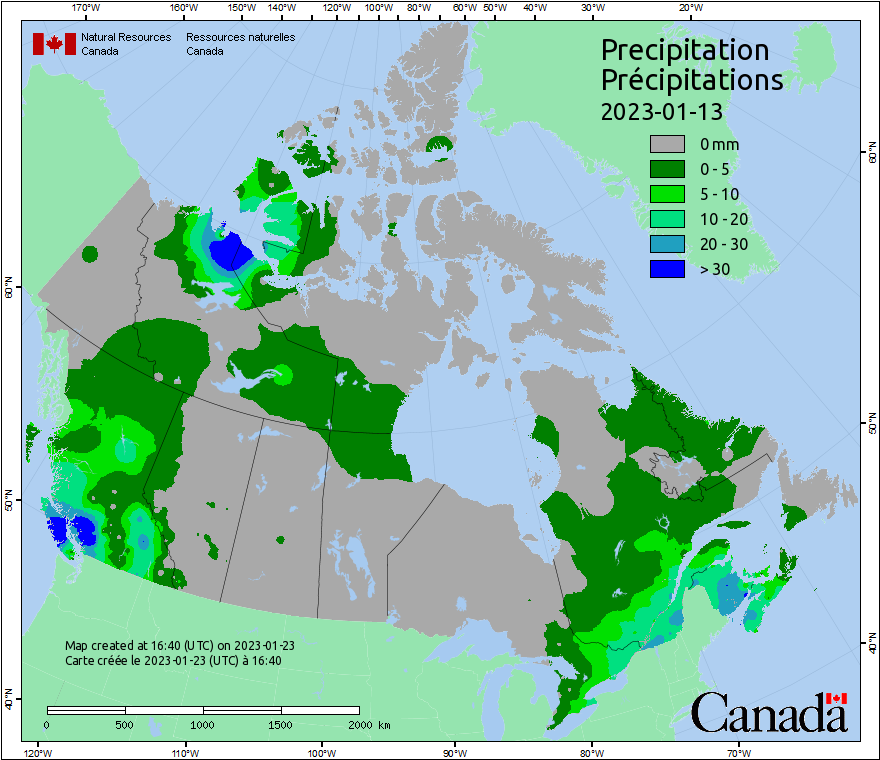 170°W 160°W 150°W 140°W 130°W 120°W 110°W 100°W 90°W 80°W 60°W 50°W 40°W 30°W 20°W
Natural Resources Ressources naturelles
Canada Canada
Precipitation
Précipitations
2023-01-13
0 mm
0 - 5
5 - 10
10 - 20
20 - 30
> 30
60°N
60°N
50°N
50°N
40°N
40°N
Map created at 16:40 (UTC) on 2023-01-23
Carte créée le 2023-01-23 (UTC) à 16:40
0 500 1000 1500 2000 km
Canada
120°W 110°W 100°W 90°W 80°W 70°W